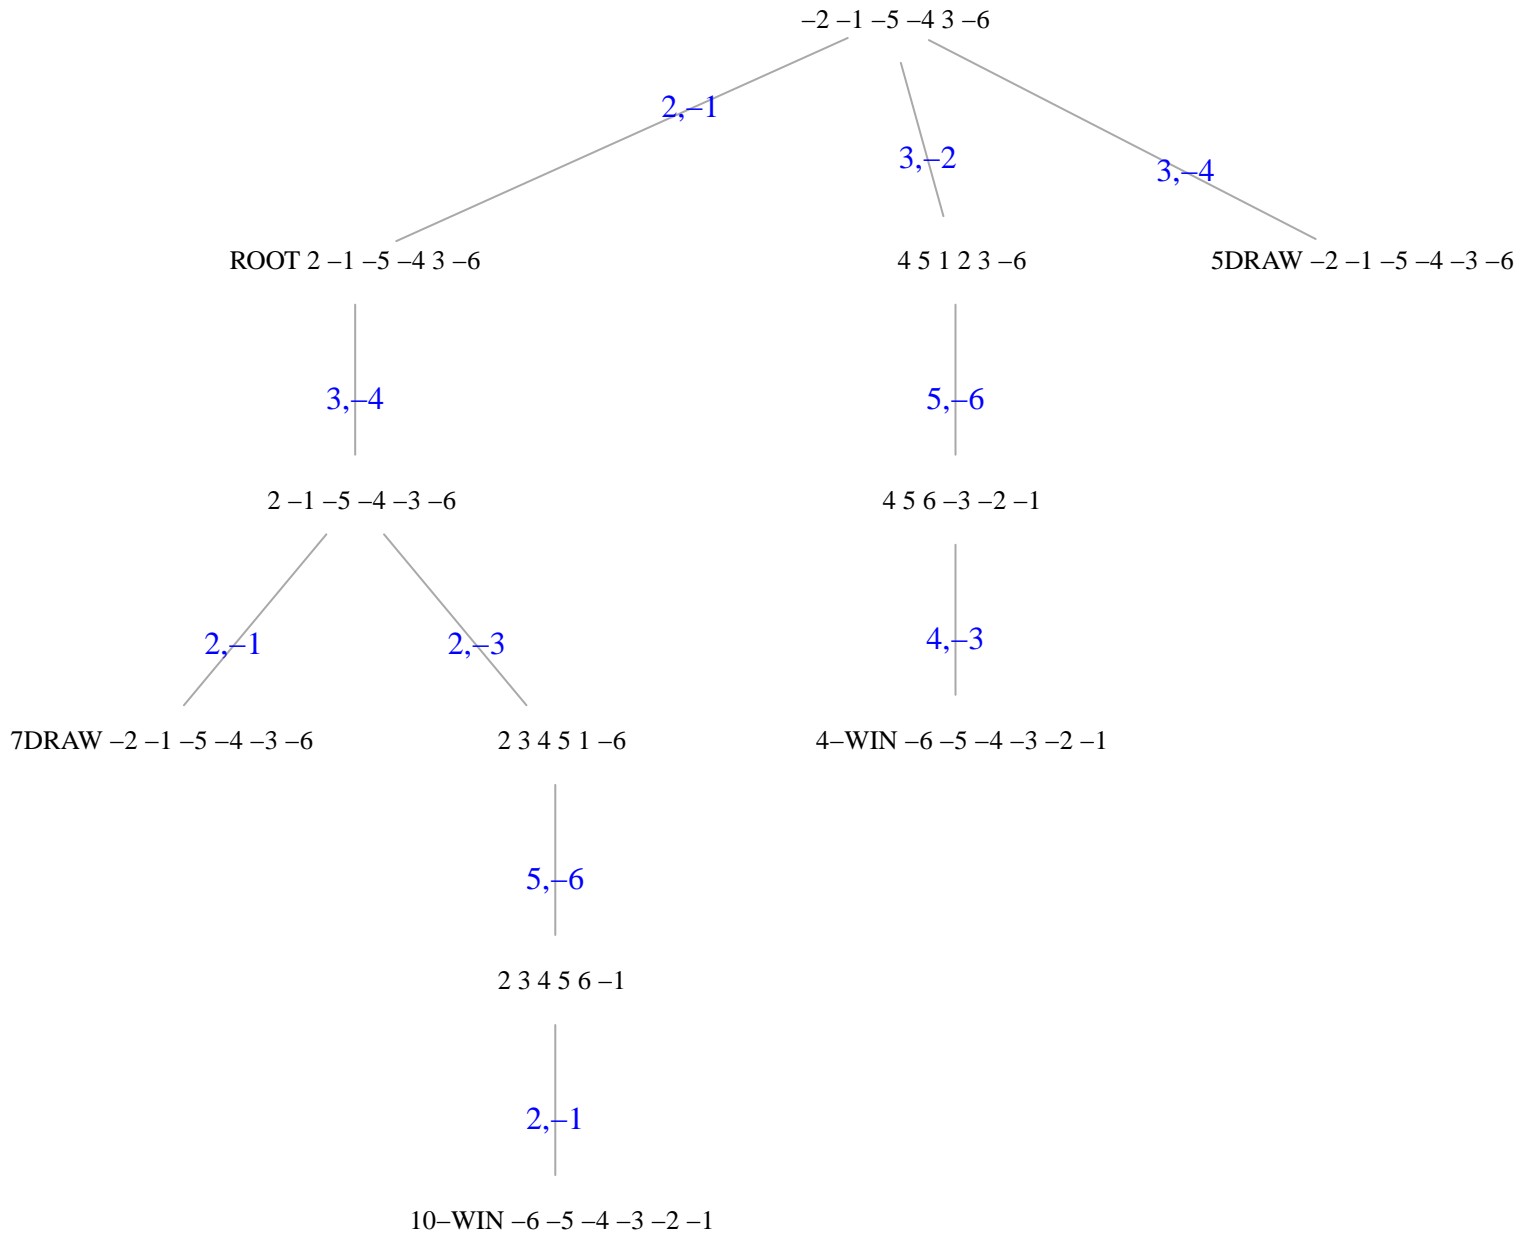 –2 –1 –5 –4 3 –6
2,–1
3,–2
3,–4
ROOT 2 –1 –5 –4 3 –6
4 5 1 2 3 –6
5DRAW –2 –1 –5 –4 –3 –6
3,–4
5,–6
2 –1 –5 –4 –3 –6
4 5 6 –3 –2 –1
2,–1
2,–3
4,–3
7DRAW –2 –1 –5 –4 –3 –6
2 3 4 5 1 –6
4–WIN –6 –5 –4 –3 –2 –1
5,–6
2 3 4 5 6 –1
2,–1
10–WIN –6 –5 –4 –3 –2 –1